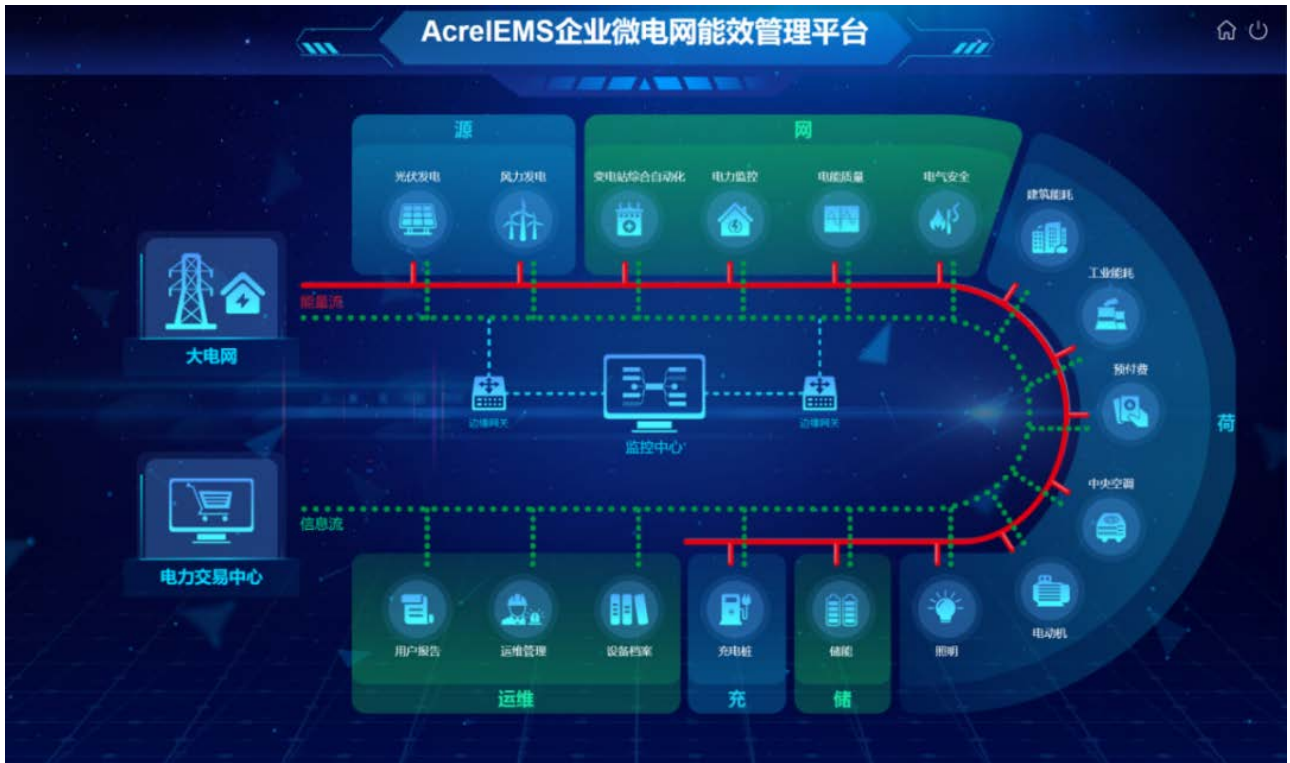 AcrelEMS企业微电网能效管理平台
源
网
光伏发电
风力发电
变电站综合自动化
电力监控
电能质量
电气安全
建筑能耗
工业能耗
大电网
能量流
预付费
边缘网关
边缘网关
荷
监控中心
中央空调
信息流
电力交易中心
电动机
用户报告
运维管理
设备档案
充电桩
储能
照明
运维
充
储